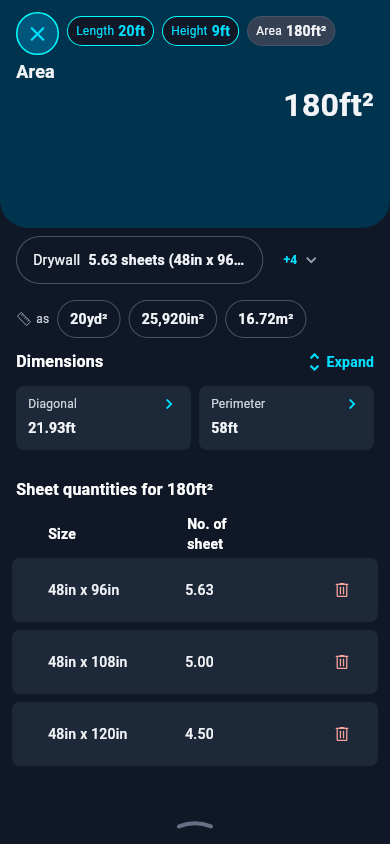 Length 20ft Height 9ft Area 180ft²
Area
180ft²
Drywall 5.63 sheets (48in x 96...
+4
as 20yd² 25,920in² 16.72m²
Dimensions Expand
Diagonal
21.93ft
Perimeter
58ft
Sheet quantities for 180ft²
Size No. of
sheet
48in x 96in 5.63
48in x 108in 5.00
48in x 120in 4.50